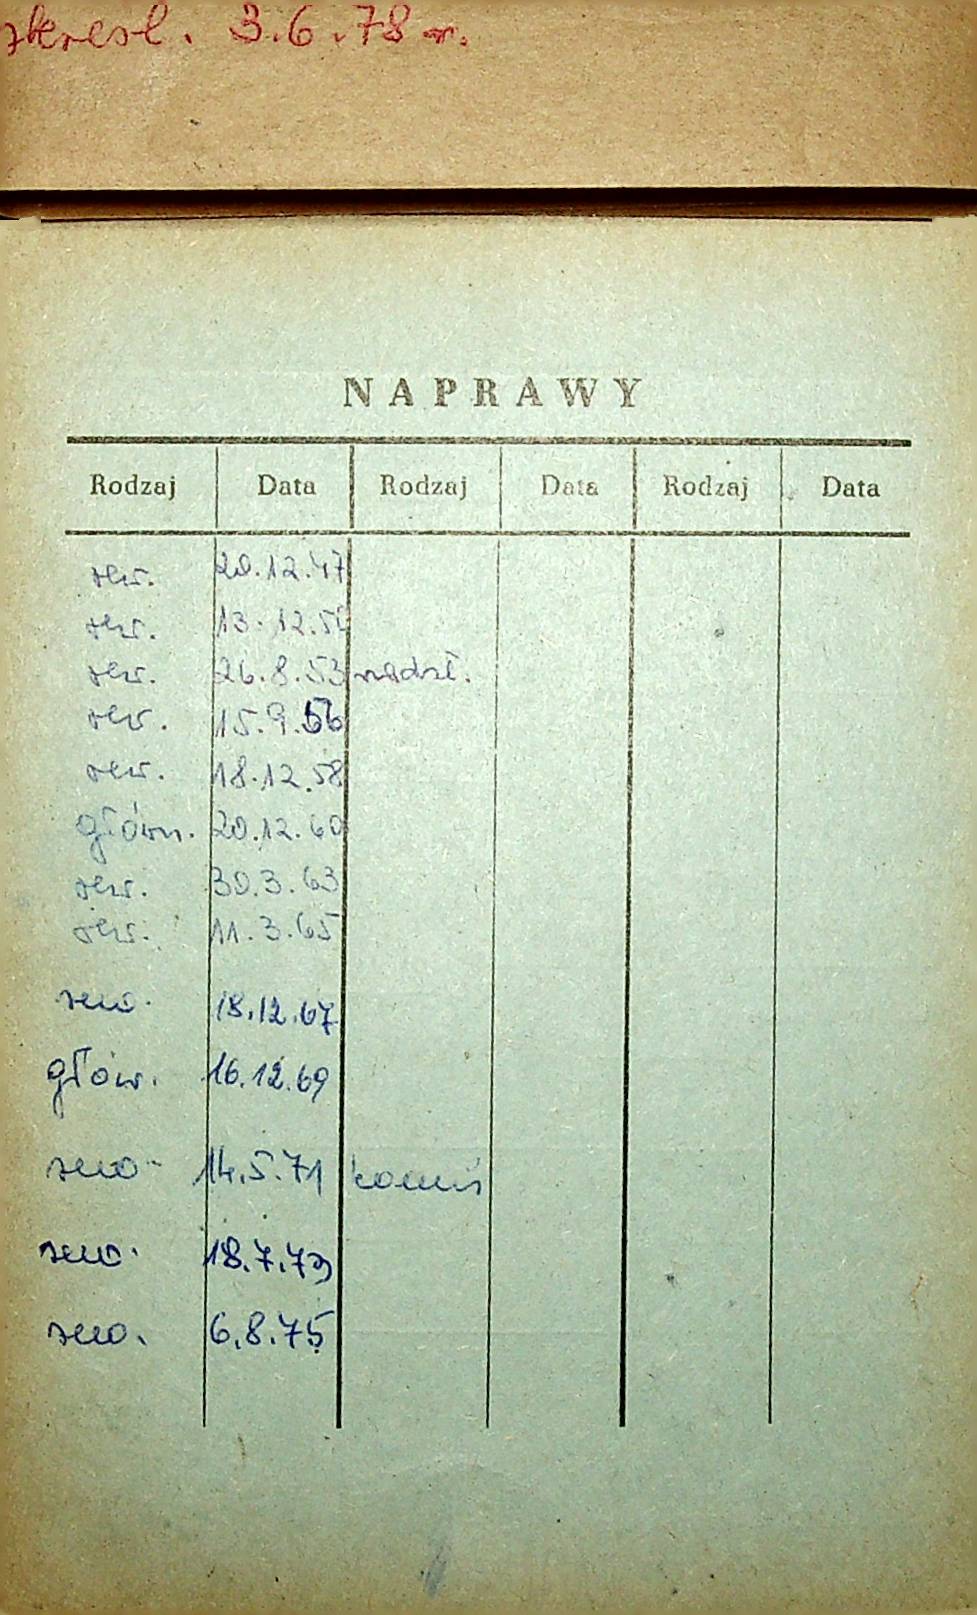 skresl. 3.6.78 r.
NAPRAWY
Rodzaj Data Rodzaj Data Rodzaj Data
rew. 20.12.47
rew. 13.12.51
rew. 26.8.53 nadzł.
rew. 15.9.56
rew. 18.12.58
główn. 20.12.60
rew. 30.3.63
rew. 11.3.65
rew. 18.12.67
główn. 16.12.69
rew. 14.5.71
rew. 18.7.73
rew. 6.8.75